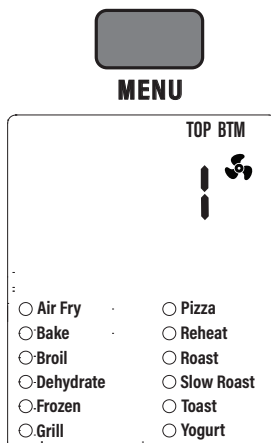 MENU
TOP BTM
Air Fry
Pizza
Bake
Reheat
Broil
Roast
Dehydrate
Slow Roast
Frozen
Toast
Grill
Yogurt